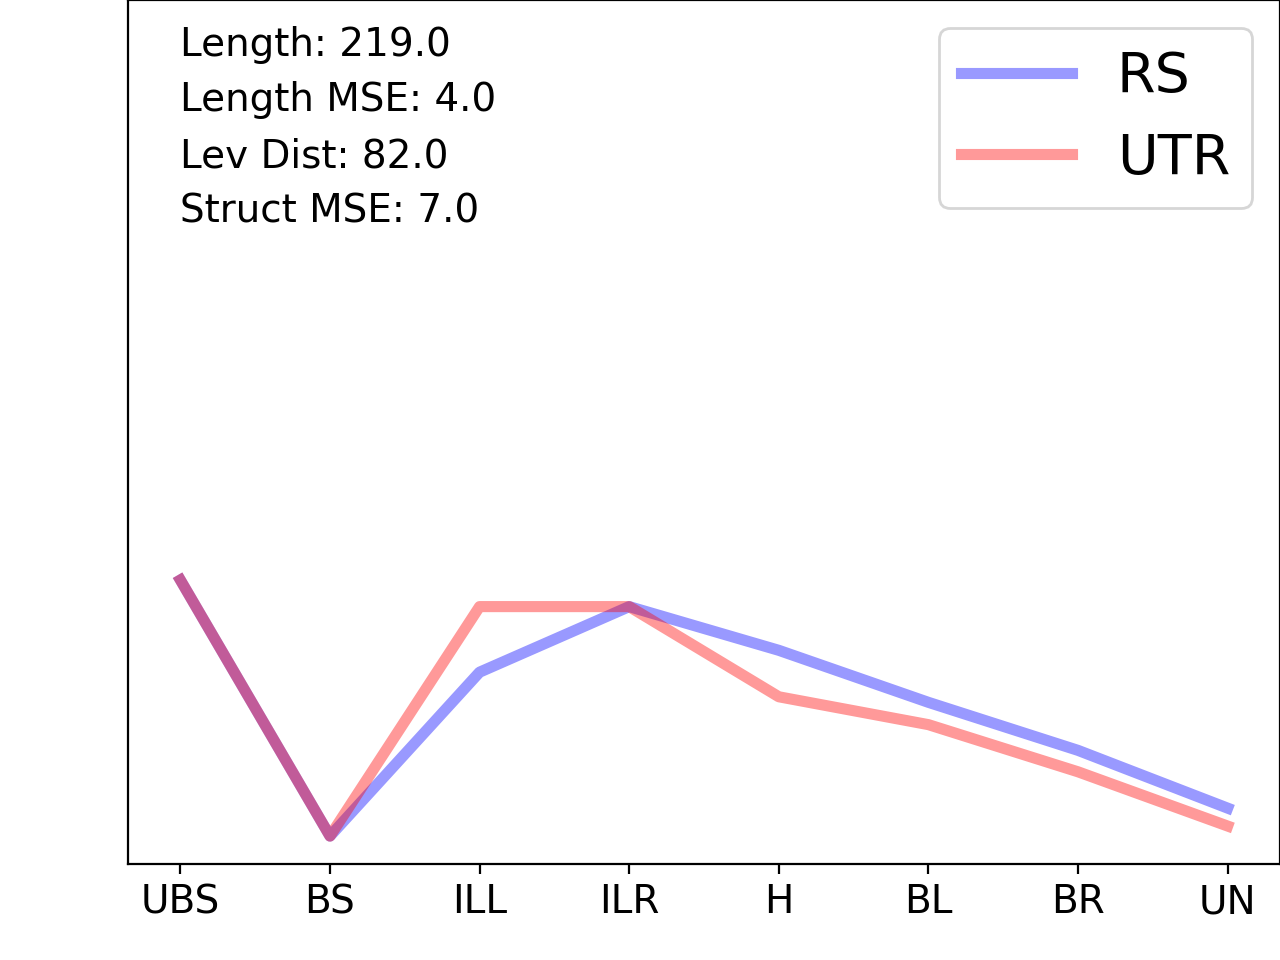 Length: 219.0
Length MSE: 4.0
Lev Dist: 82.0
Struct MSE: 7.0
RS
UTR
UBS BS ILL ILR H BL BR UN